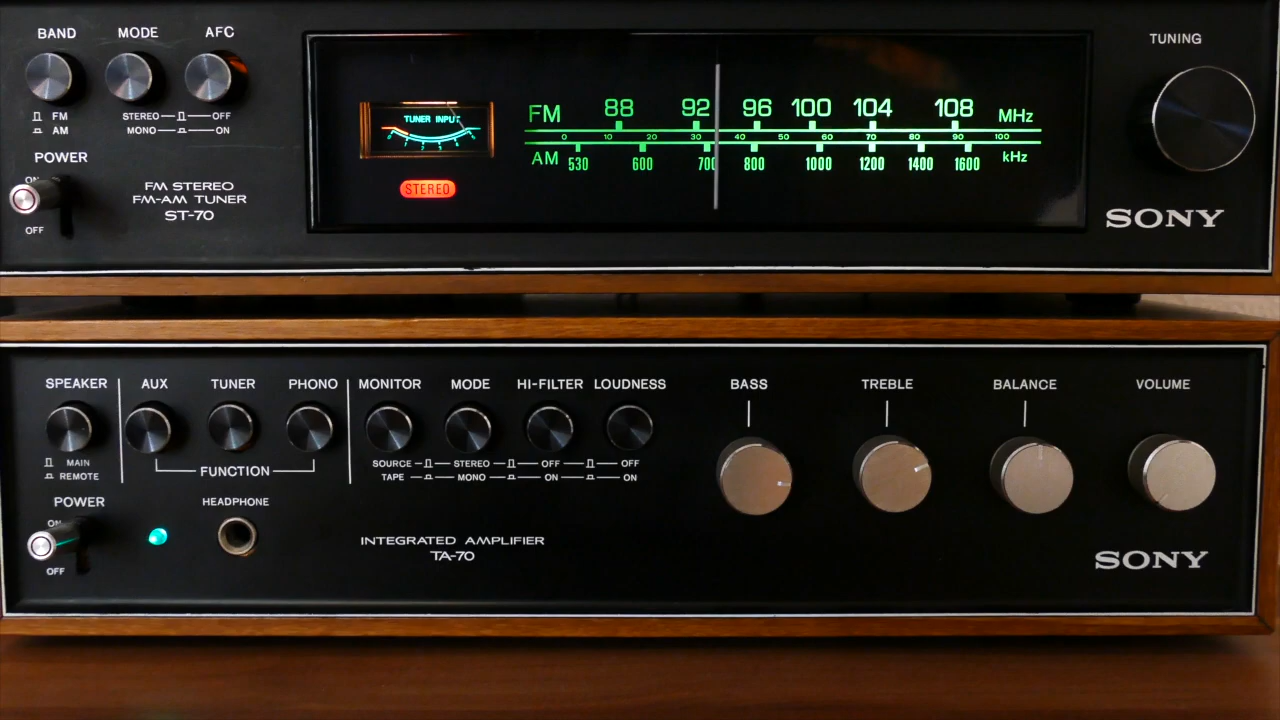 BAND MODE AFC
TUNING
FM 88 92 96 100 104 108 MHz
TUNER INPUT
FM STEREO OFF
AM MONO ON
0 10 20 30 40 50 60 70 80 90 100
AM 530 600 700 800 1000 1200 1400 1600 kHz
POWER
ON
STEREO
FM STEREO
FM-AM TUNER
ST-70
OFF
SONY
SPEAKER AUX TUNER PHONO MONITOR MODE HI-FILTER LOUDNESS BASS TREBLE BALANCE VOLUME
MAIN SOURCE STEREO OFF OFF
REMOTE FUNCTION TAPE MONO ON ON
POWER HEADPHONE
ON
INTEGRATED AMPLIFIER
TA-70
OFF
SONY